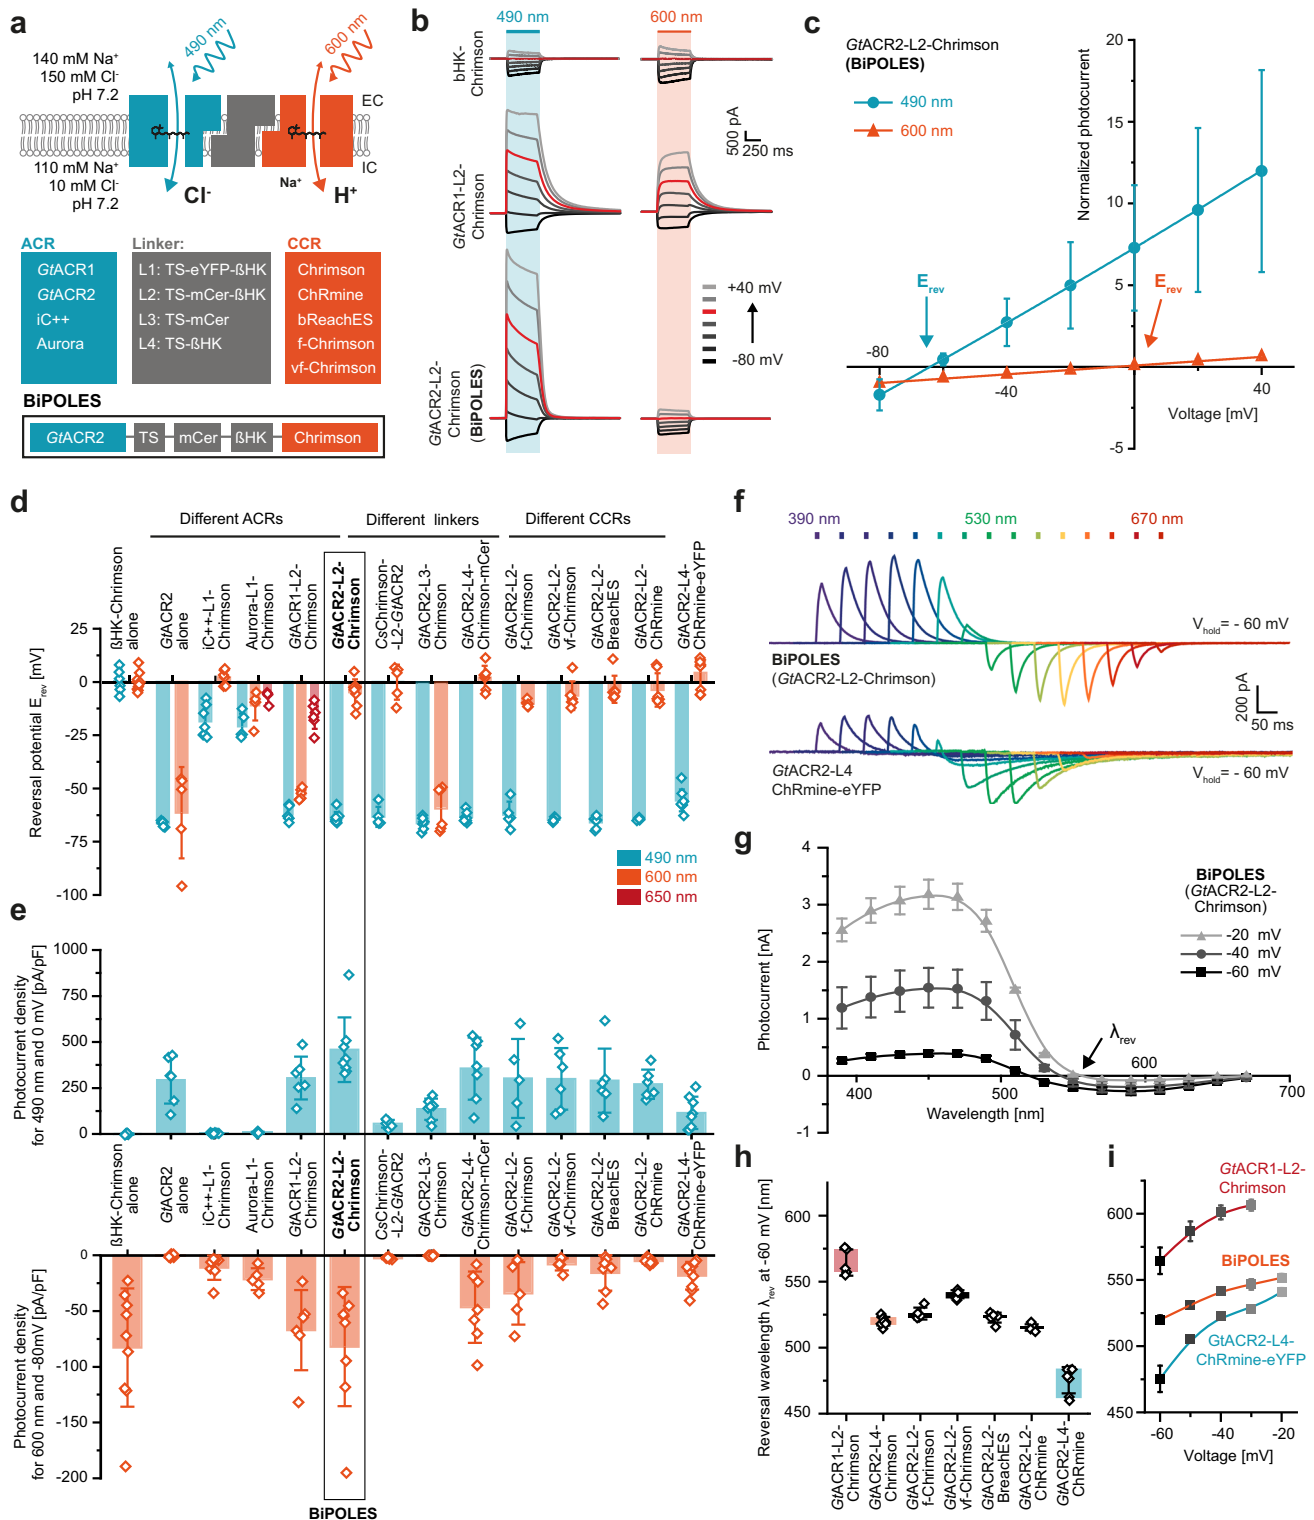 a
490 nm
600 nm
140 mM Na⁺
150 mM Cl⁻
pH 7.2
EC
IC
110 mM Na⁺
10 mM Cl⁻
pH 7.2
Cl⁻
Na⁺
H⁺
ACR
GtACR1
GtACR2
iC++
Aurora
Linker:
L1: TS-eYFP-ßHK
L2: TS-mCer-ßHK
L3: TS-mCer
L4: TS-ßHK
CCR
Chrimson
ChRmine
bReachES
f-Chrimson
vf-Chrimson
BiPOLES
GtACR2 TS mCer ßHK Chrimson
b
490 nm
600 nm
bHK-
Chrimson
GtACR1-L2-
Chrimson
GtACR2-L2-
Chrimson
(BiPOLES)
500 pA
250 ms
+40 mV
-80 mV
c
GtACR2-L2-Chrimson
(BiPOLES)
490 nm
600 nm
Normalized photocurrent
20
15
10
5
-5
Erev
Erev
-80
-40
40
Voltage [mV]
d
Different ACRs
Different linkers
Different CCRs
ßHK-Chrimson
alone
GtACR2
alone
iC++-L1-
Chrimson
Aurora-L1-
Chrimson
GtACR1-L2-
Chrimson
GtACR2-L2-
Chrimson
CsChrimson-
-L2-GtACR2
GtACR2-L3-
Chrimson
GtACR2-L4-
Chrimson-mCer
GtACR2-L2-
f-Chrimson
GtACR2-L2-
vf-Chrimson
GtACR2-L2-
BreachES
GtACR2-L2-
ChRmine
GtACR2-L4-
ChRmine-eYFP
Reversal potential Erev [mV]
25
0
-25
-50
-75
-100
490 nm
600 nm
650 nm
e
Photocurrent density
for 490 nm and 0 mV [pA/pF]
1000
750
500
250
0
ßHK-Chrimson
alone
GtACR2
alone
iC++-L1-
Chrimson
Aurora-L1-
Chrimson
GtACR1-L2-
Chrimson
GtACR2-L2-
Chrimson
CsChrimson
-L2-GtACR2
GtACR2-L3-
Chrimson
GtACR2-L4-
Chrimson-mCer
GtACR2-L2-
f-Chrimson
GtACR2-L2-
vf-Chrimson
GtACR2-L2-
BreachES
GtACR2-L2-
ChRmine
GtACR2-L4-
ChRmine-eYFP
Photocurrent density
for 600 nm and -80mV [pA/pF]
0
-50
-100
-150
-200
BiPOLES
f
390 nm
530 nm
670 nm
Vhold= - 60 mV
BiPOLES
(GtACR2-L2-Chrimson)
200 pA
50 ms
GtACR2-L4
ChRmine-eYFP
Vhold= - 60 mV
g
Photocurrent [nA]
4
3
2
1
0
-1
BiPOLES
(GtACR2-L2-
Chrimson)
-20 mV
-40 mV
-60 mV
λrev
400
500
600
700
Wavelength [nm]
h
Reversal wavelength λrev at -60 mV [nm]
600
550
500
450
GtACR1-L2-
Chrimson
GtACR2-L4-
Chrimson
GtACR2-L2-
f-Chrimson
GtACR2-L2-
vf-Chrimson
GtACR2-L2-
BreachES
GtACR2-L2-
ChRmine
GtACR2-L4-
ChRmine
i
GtACR1-L2-
Chrimson
BiPOLES
GtACR2-L4-
ChRmine-eYFP
600
550
500
450
-60
-40
-20
Voltage [mV]